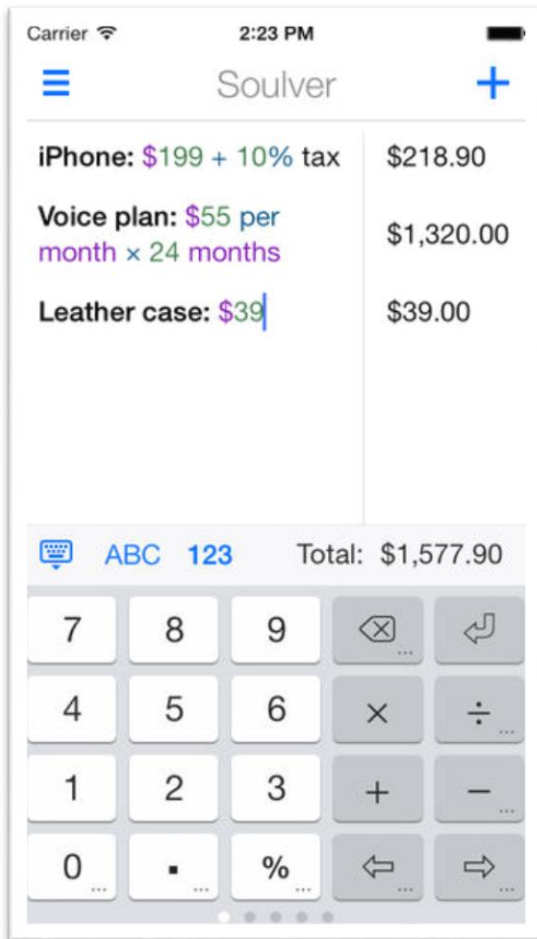 Carrier 2:23 PM
Soulver +
iPhone: $199 + 10% tax $218.90
Voice plan: $55 per
month × 24 months $1,320.00
Leather case: $39 $39.00
ABC 123 Total: $1,577.90
7 8 9
4 5 6 × ÷
1 2 3 + −
0 . %